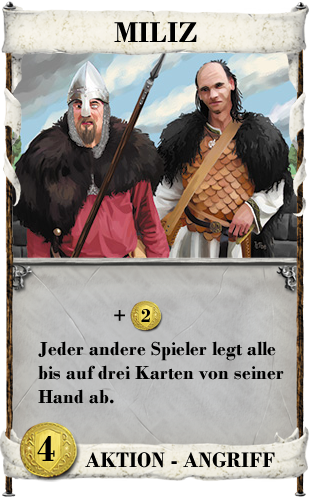 MILIZ
+ 2
Jeder andere Spieler legt alle
bis auf drei Karten von seiner
Hand ab.
4
AKTION - ANGRIFF